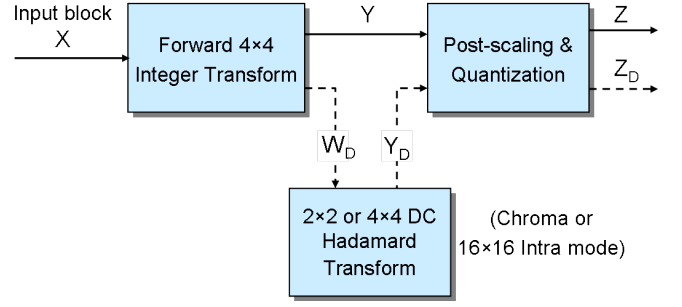 Input block
X
Forward 4×4
Integer Transform
Y
Post-scaling &
Quantization
Z
Z_D
W_D
Y_D
2×2 or 4×4 DC
Hadamard
Transform
(Chroma or
16×16 Intra mode)